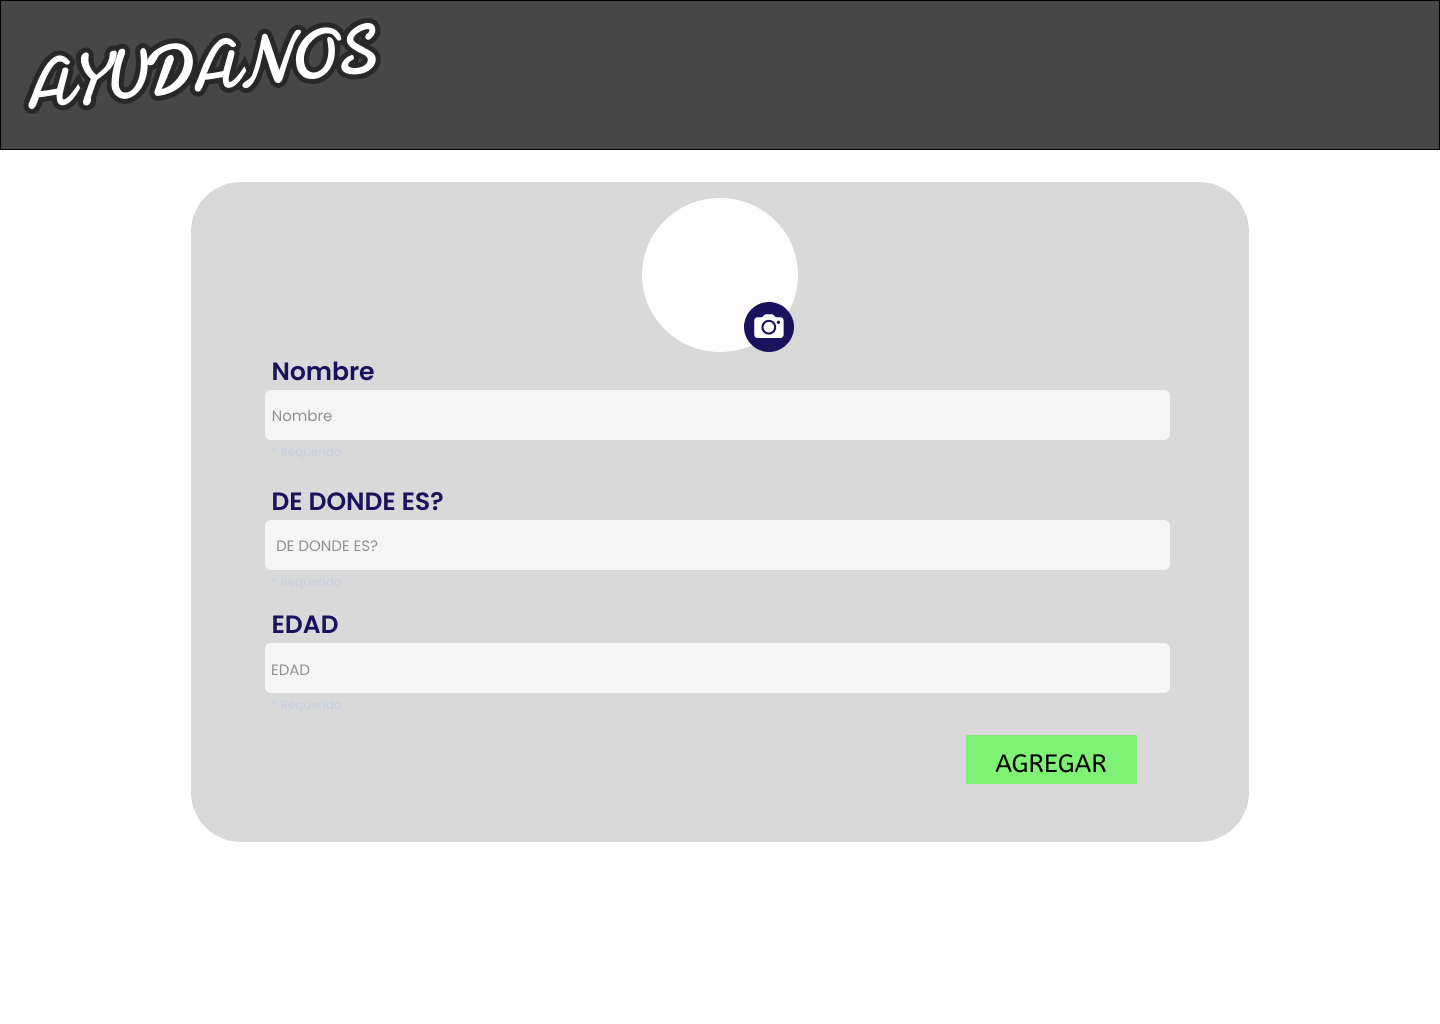 AYUDANOS
Nombre
Nombre
* Requerido
DE DONDE ES?
DE DONDE ES?
* Requerido
EDAD
EDAD
* Requerido
AGREGAR